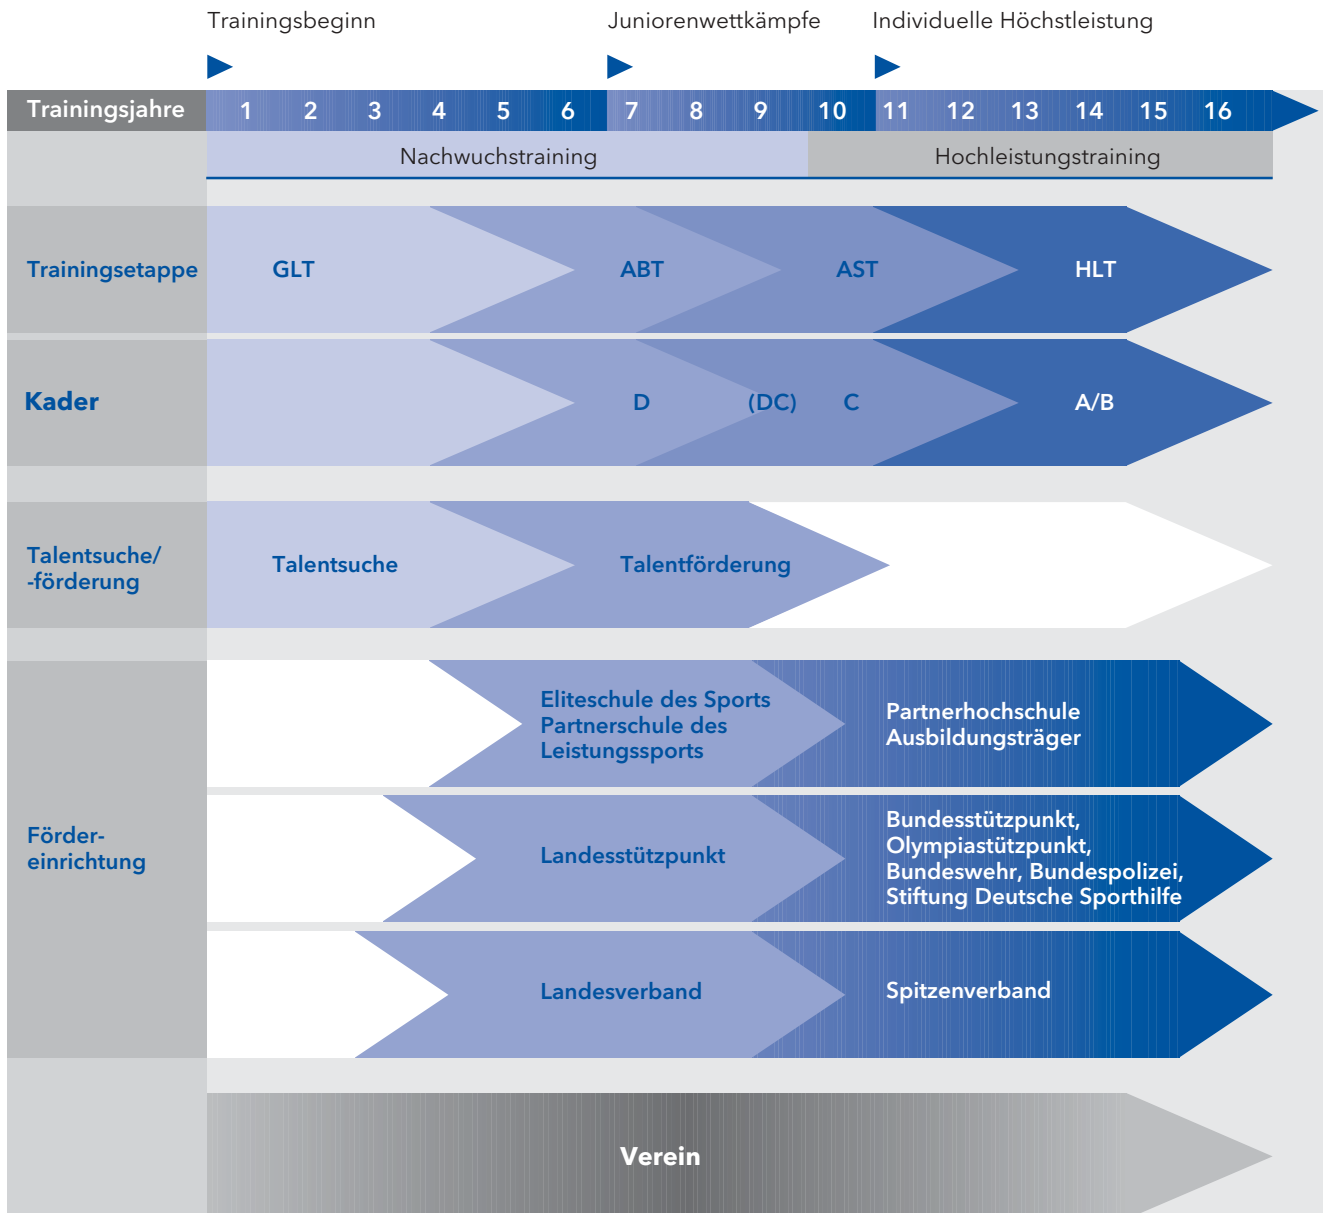 Trainingsbeginn Juniorenwettkämpfe Individuelle Höchstleistung
Trainingsjahre 1 2 3 4 5 6 7 8 9 10 11 12 13 14 15 16
Nachwuchstraining Hochleistungstraining
Trainingsetappe GLT ABT AST HLT
Kader D (DC) C A/B
Talentsuche/
-förderung
Talentsuche Talentförderung
Förder-
einrichtung
Eliteschule des Sports
Partnerschule des
Leistungssports
Partnerhochschule
Ausbildungsträger
Landesstützpunkt
Bundesstützpunkt,
Olympiastützpunkt,
Bundeswehr, Bundespolizei,
Stiftung Deutsche Sporthilfe
Landesverband Spitzenverband
Verein